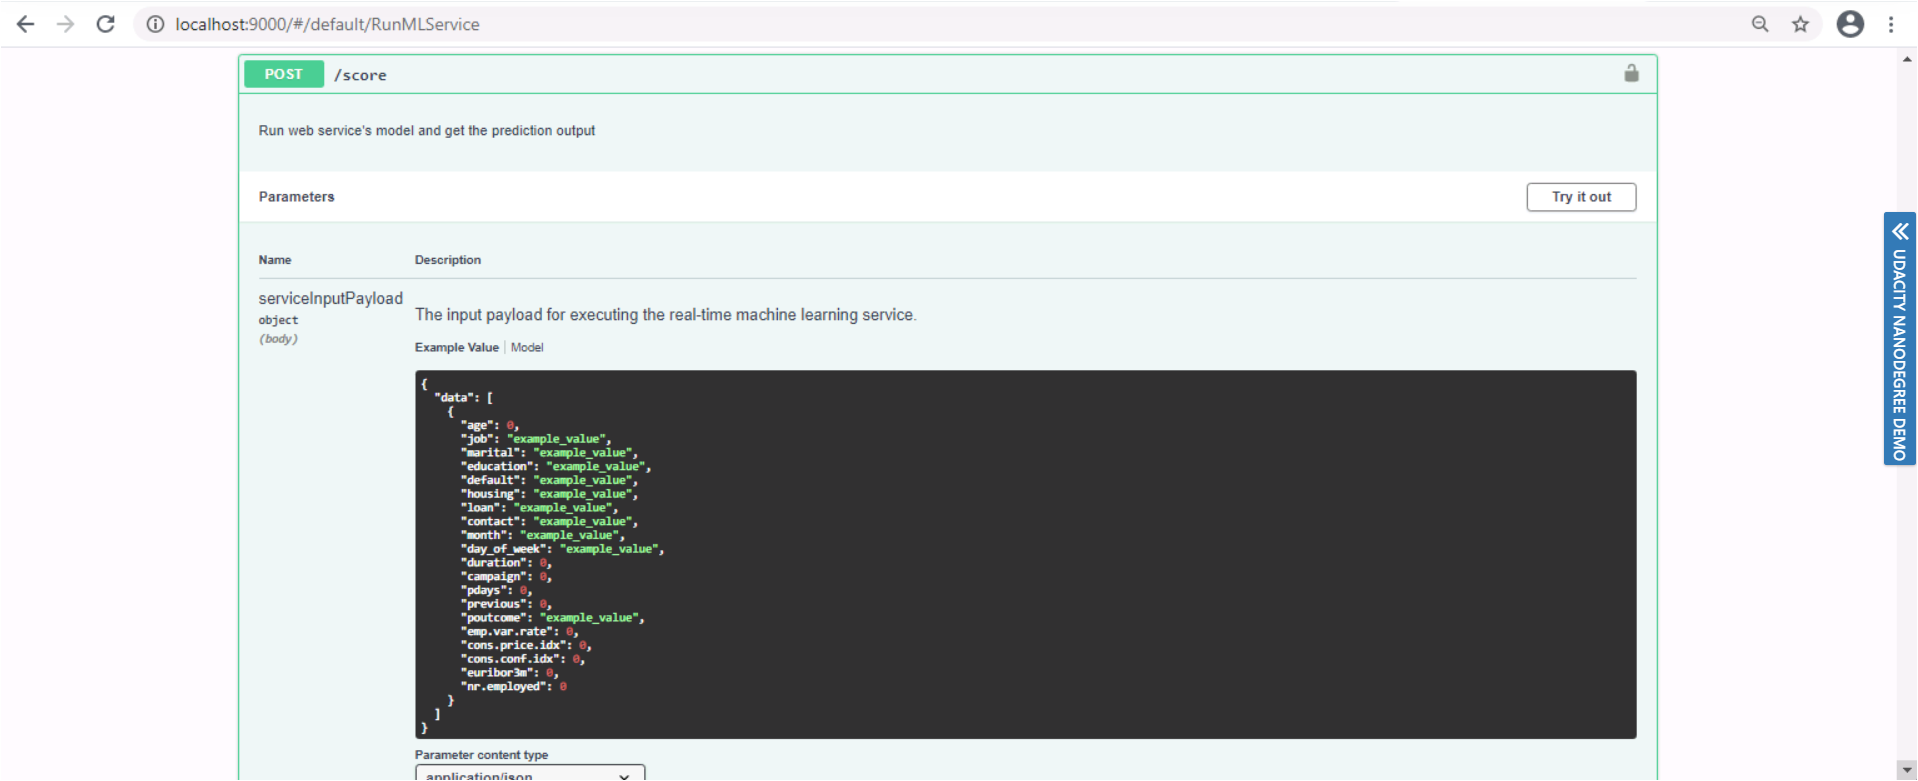 localhost:9000/#/default/RunMLService
POST /score
Run web service's model and get the prediction output
Parameters
Try it out
Name Description
serviceInputPayload
object
(body)
The input payload for executing the real-time machine learning service.
Example Value | Model
{
"data": [
{
"age": 0,
"job": "example_value",
"marital": "example_value",
"education": "example_value",
"default": "example_value",
"housing": "example_value",
"loan": "example_value",
"contact": "example_value",
"month": "example_value",
"day_of_week": "example_value",
"duration": 0,
"campaign": 0,
"pdays": 0,
"previous": 0,
"poutcome": "example_value",
"emp.var.rate": 0,
"cons.price.idx": 0,
"cons.conf.idx": 0,
"euribor3m": 0,
"nr.employed": 0
}
]
}
Parameter content type
application/json
UDACITY NANODEGREE DEMO